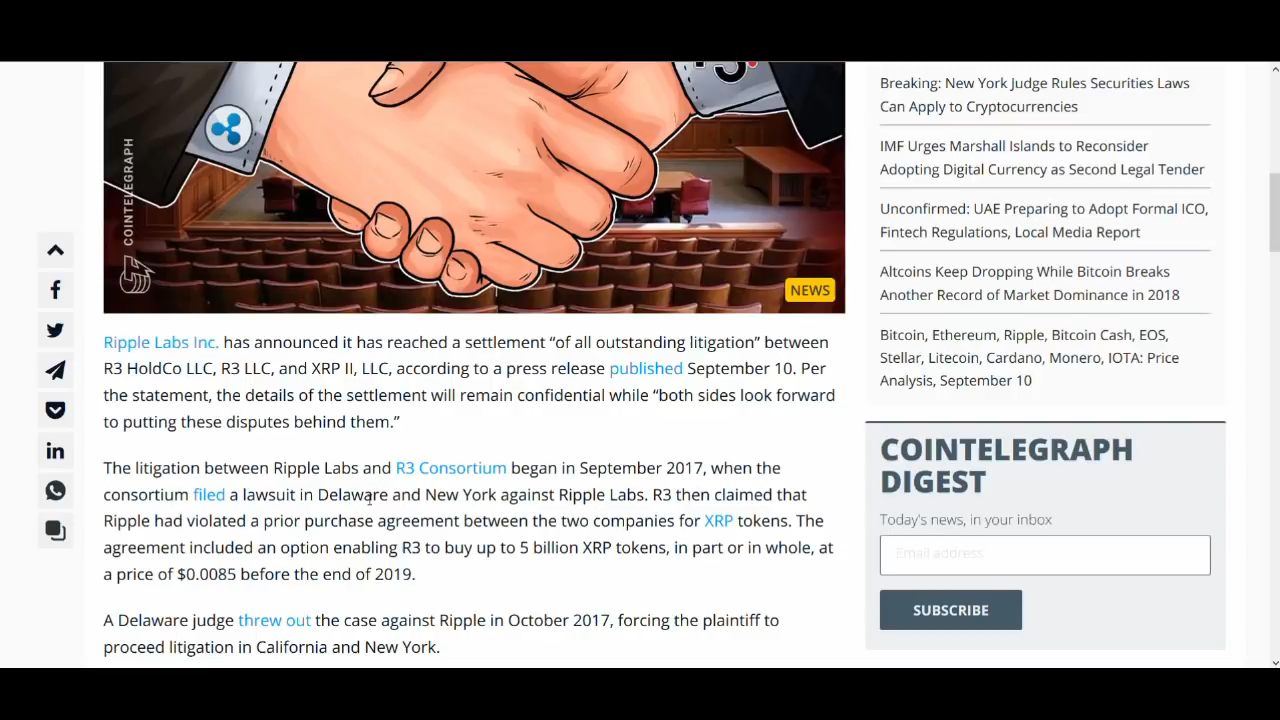 COINTELEGRAPH
NEWS
Ripple Labs Inc. has announced it has reached a settlement “of all outstanding litigation” between
R3 HoldCo LLC, R3 LLC, and XRP II, LLC, according to a press release published September 10. Per
the statement, the details of the settlement will remain confidential while “both sides look forward
to putting these disputes behind them.”
The litigation between Ripple Labs and R3 Consortium began in September 2017, when the
consortium filed a lawsuit in Delaware and New York against Ripple Labs. R3 then claimed that
Ripple had violated a prior purchase agreement between the two companies for XRP tokens. The
agreement included an option enabling R3 to buy up to 5 billion XRP tokens, in part or in whole, at
a price of $0.0085 before the end of 2019.
A Delaware judge threw out the case against Ripple in October 2017, forcing the plaintiff to
proceed litigation in California and New York.
Breaking: New York Judge Rules Securities Laws
Can Apply to Cryptocurrencies
IMF Urges Marshall Islands to Reconsider
Adopting Digital Currency as Second Legal Tender
Unconfirmed: UAE Preparing to Adopt Formal ICO,
Fintech Regulations, Local Media Report
Altcoins Keep Dropping While Bitcoin Breaks
Another Record of Market Dominance in 2018
Bitcoin, Ethereum, Ripple, Bitcoin Cash, EOS,
Stellar, Litecoin, Cardano, Monero, IOTA: Price
Analysis, September 10
COINTELEGRAPH
DIGEST
Today's news, in your inbox
Email address
SUBSCRIBE